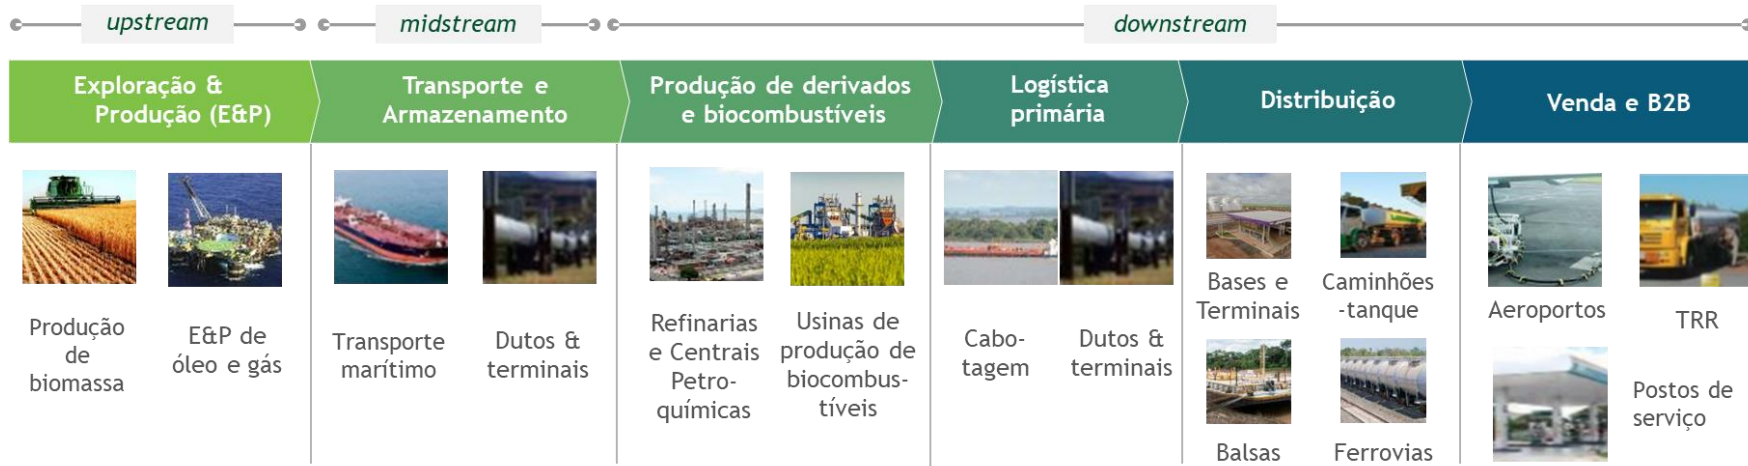 upstream
midstream
downstream
Exploração &
Produção (E&P)
Transporte e
Armazenamento
Produção de derivados
e biocombustíveis
Logística
primária
Distribuição
Venda e B2B
Produção
de
biomassa
E&P de
óleo e gás
Transporte
marítimo
Dutos &
terminais
Refinarias
e Centrais
Petro-
químicas
Usinas de
produção de
biocombus-
tíveis
Cabo-
tagem
Dutos &
terminais
Bases e
Terminais
Caminhões
-tanque
Balsas
Ferrovias
Aeroportos
TRR
Postos de
serviço